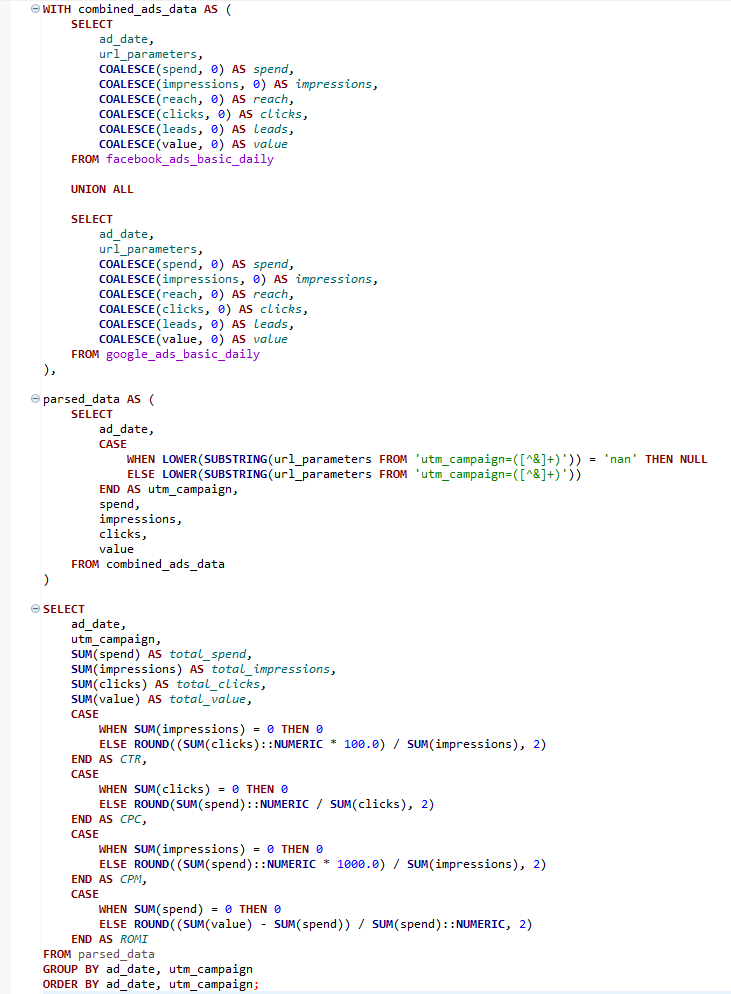 WITH combined_ads_data AS (
    SELECT
        ad_date,
        url_parameters,
        COALESCE(spend, 0) AS spend,
        COALESCE(impressions, 0) AS impressions,
        COALESCE(reach, 0) AS reach,
        COALESCE(clicks, 0) AS clicks,
        COALESCE(leads, 0) AS leads,
        COALESCE(value, 0) AS value
    FROM facebook_ads_basic_daily

    UNION ALL

    SELECT
        ad_date,
        url_parameters,
        COALESCE(spend, 0) AS spend,
        COALESCE(impressions, 0) AS impressions,
        COALESCE(reach, 0) AS reach,
        COALESCE(clicks, 0) AS clicks,
        COALESCE(leads, 0) AS leads,
        COALESCE(value, 0) AS value
    FROM google_ads_basic_daily
),

parsed_data AS (
    SELECT
        ad_date,
        CASE
            WHEN LOWER(SUBSTRING(url_parameters FROM 'utm_campaign=([^&]+)')) = 'nan' THEN NULL
            ELSE LOWER(SUBSTRING(url_parameters FROM 'utm_campaign=([^&]+)'))
        END AS utm_campaign,
        spend,
        impressions,
        clicks,
        value
    FROM combined_ads_data
)

SELECT
    ad_date,
    utm_campaign,
    SUM(spend) AS total_spend,
    SUM(impressions) AS total_impressions,
    SUM(clicks) AS total_clicks,
    SUM(value) AS total_value,
    CASE
        WHEN SUM(impressions) = 0 THEN 0
        ELSE ROUND((SUM(clicks)::NUMERIC * 100.0) / SUM(impressions), 2)
    END AS CTR,
    CASE
        WHEN SUM(clicks) = 0 THEN 0
        ELSE ROUND(SUM(spend)::NUMERIC / SUM(clicks), 2)
    END AS CPC,
    CASE
        WHEN SUM(impressions) = 0 THEN 0
        ELSE ROUND((SUM(spend)::NUMERIC * 1000.0) / SUM(impressions), 2)
    END AS CPM,
    CASE
        WHEN SUM(spend) = 0 THEN 0
        ELSE ROUND((SUM(value) - SUM(spend)) / SUM(spend)::NUMERIC, 2)
    END AS ROMI
FROM parsed_data
GROUP BY ad_date, utm_campaign
ORDER BY ad_date, utm_campaign;